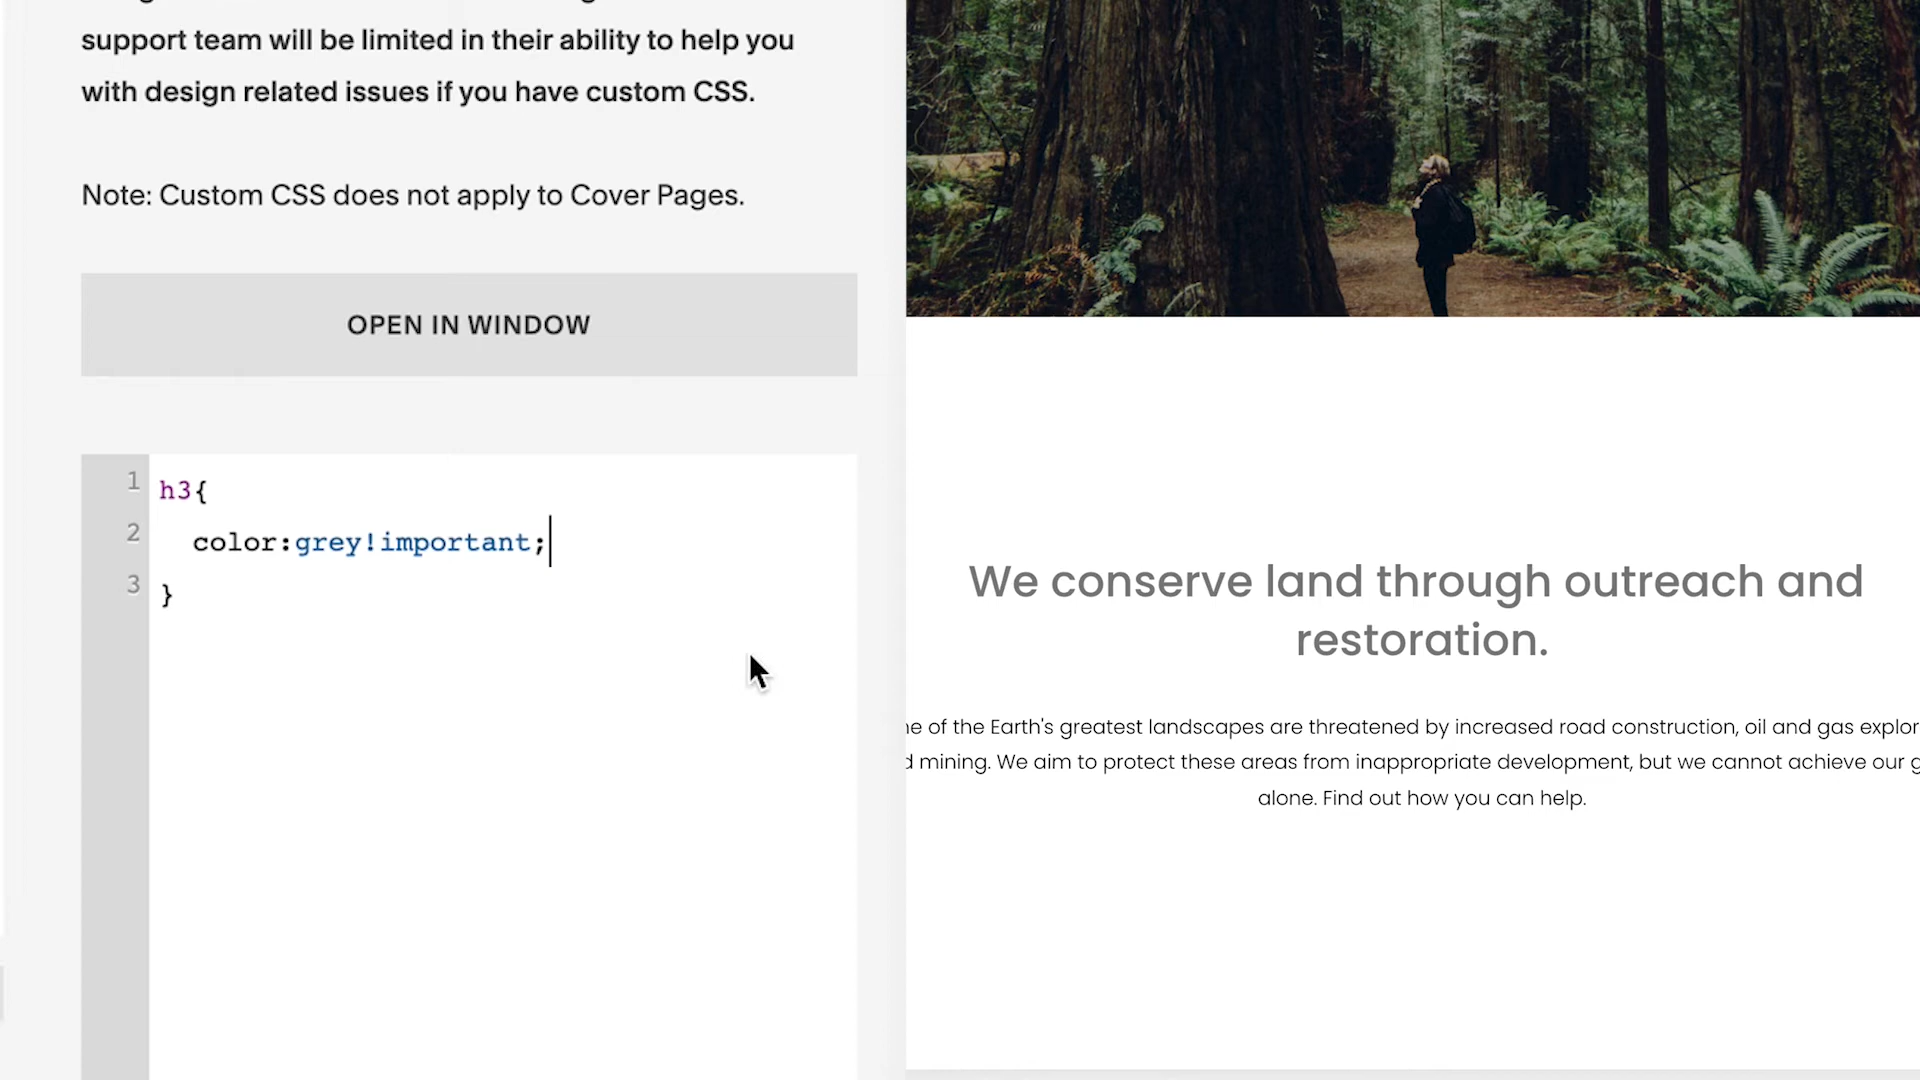 support team will be limited in their ability to help you
with design related issues if you have custom CSS.
Note: Custom CSS does not apply to Cover Pages.
OPEN IN WINDOW
1 h3{
2 color:grey!important;
3 }
We conserve land through outreach and
restoration.
of the Earth's greatest landscapes are threatened by increased road construction, oil and gas
mining. We aim to protect these areas from inappropriate development, but we cannot achieve our
alone. Find out how you can help.